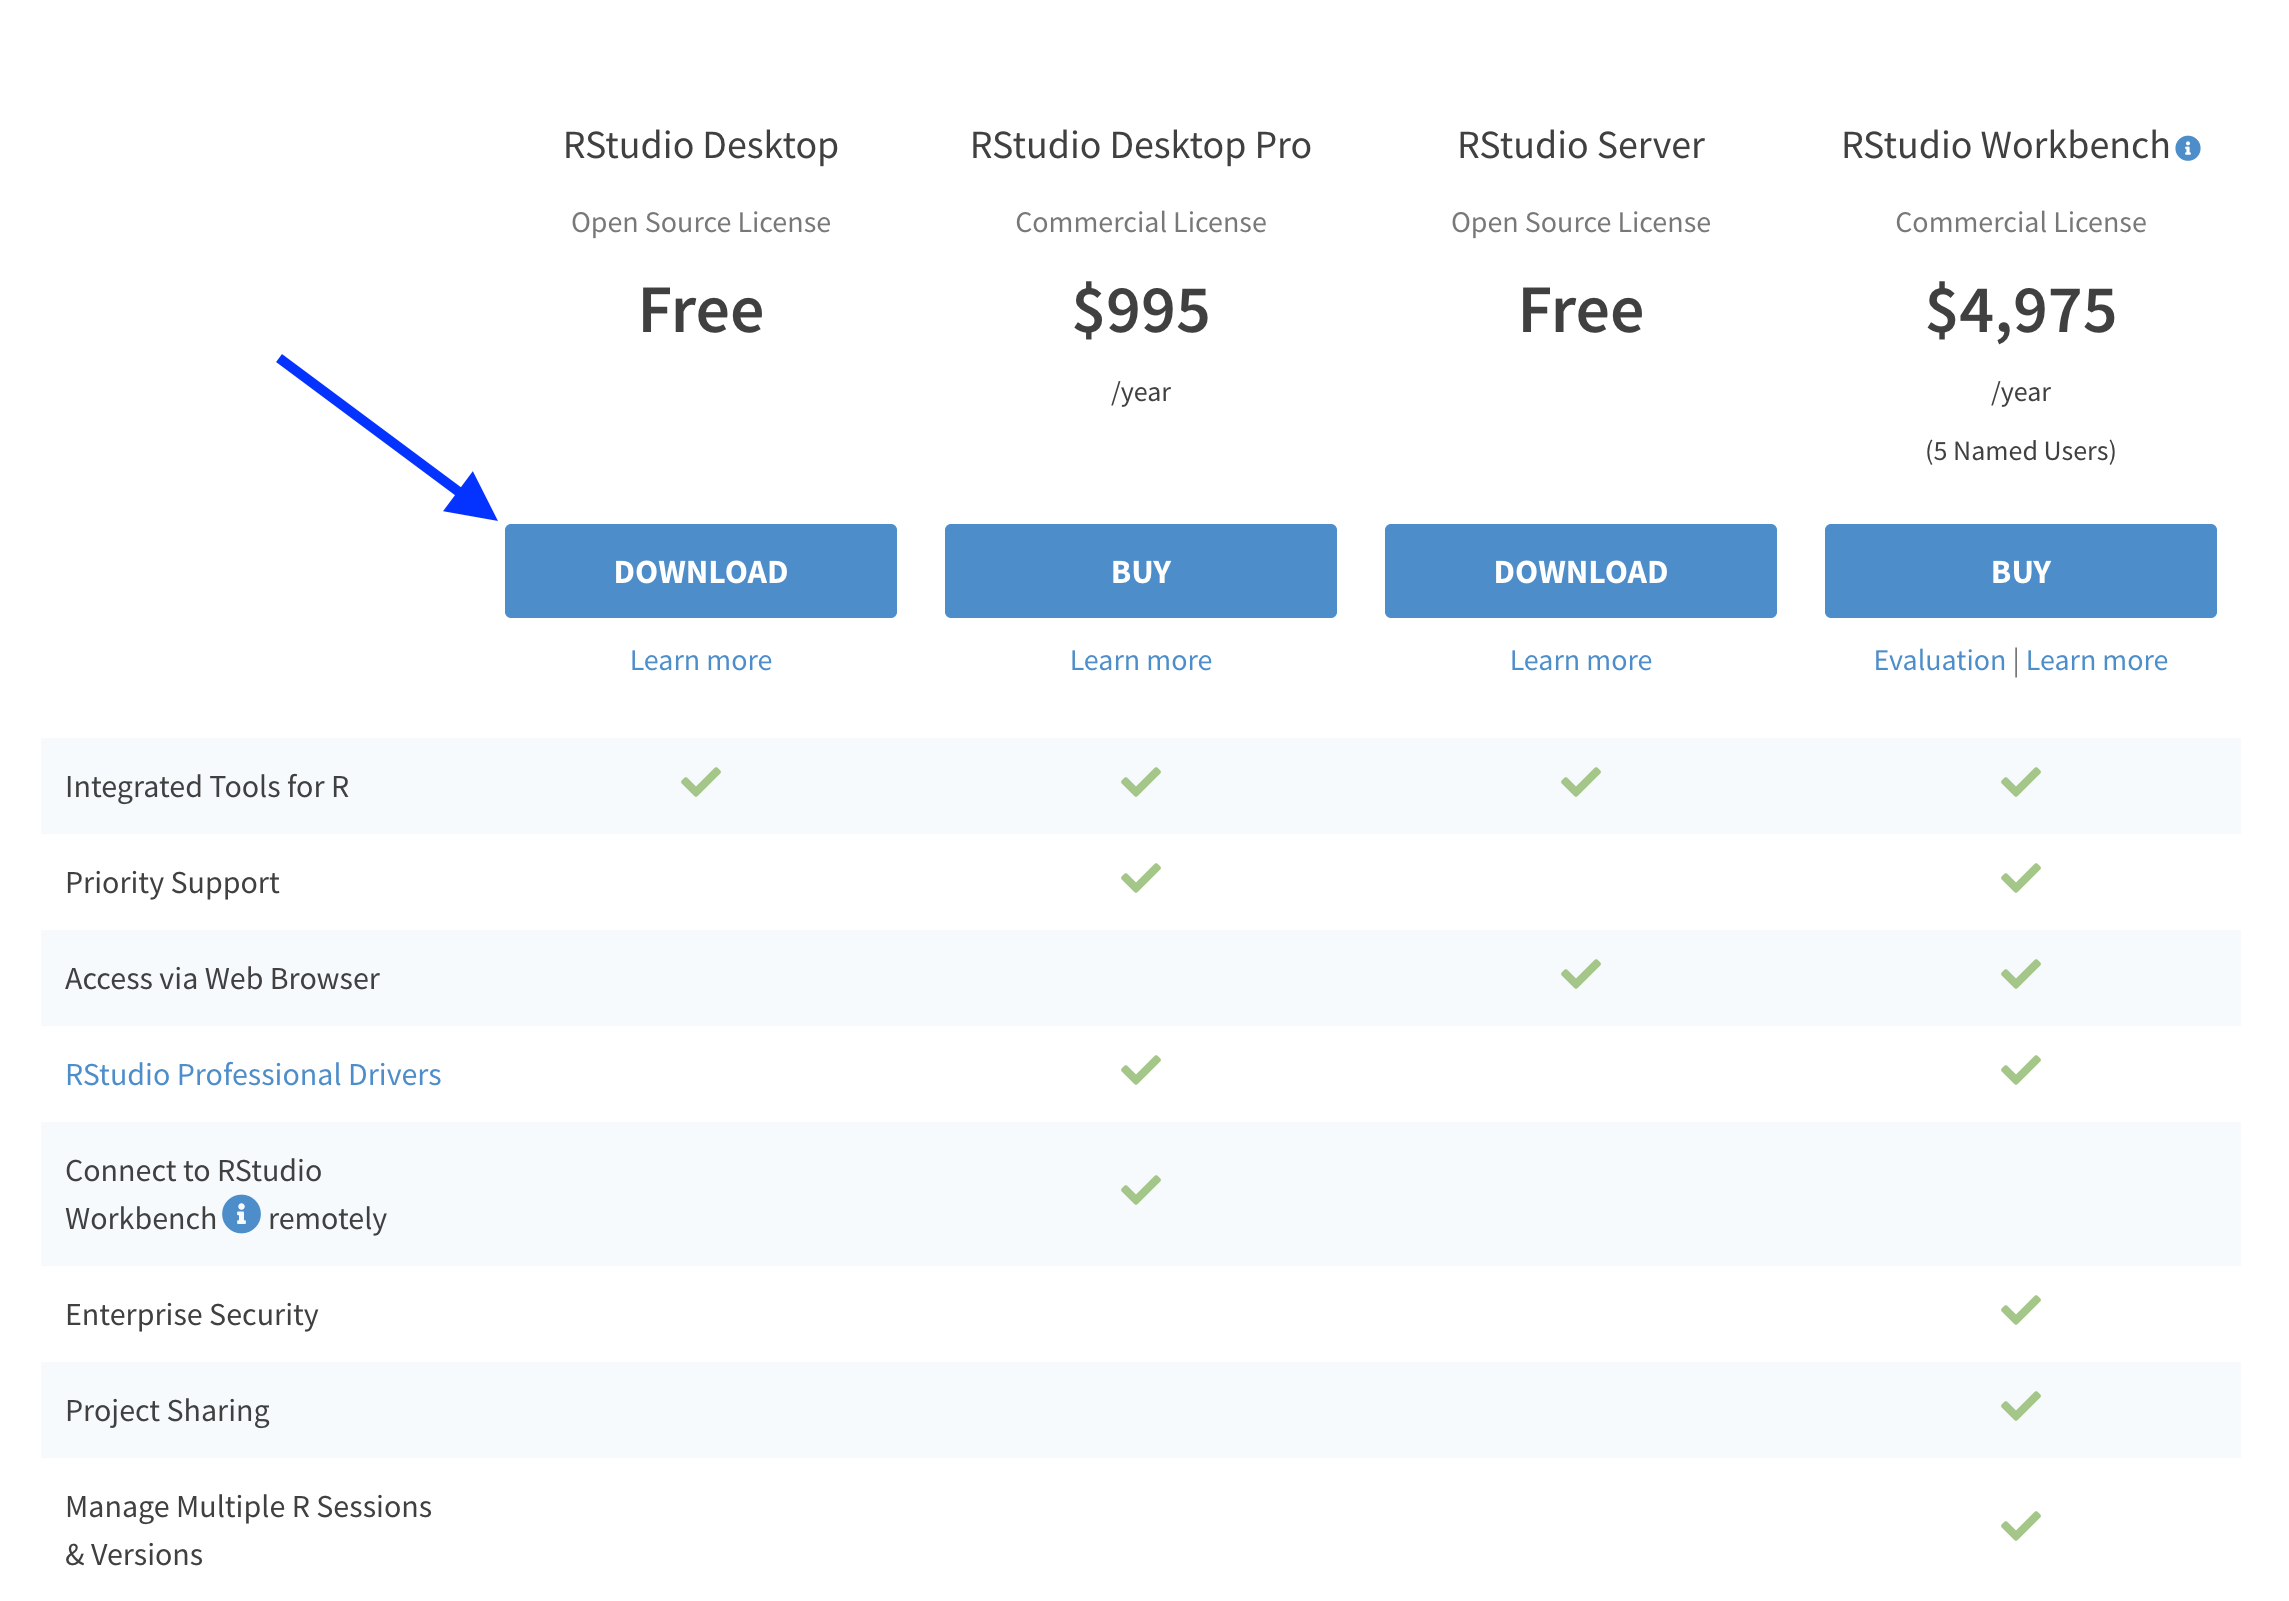 RStudio Desktop
RStudio Desktop Pro
RStudio Server
RStudio Workbench
Open Source License
Commercial License
Open Source License
Commercial License
Free
$995
Free
$4,975
/year
/year
(5 Named Users)
DOWNLOAD
BUY
DOWNLOAD
BUY
Learn more
Learn more
Learn more
Evaluation | Learn more
Integrated Tools for R
Priority Support
Access via Web Browser
RStudio Professional Drivers
Connect to RStudio
Workbench remotely
Enterprise Security
Project Sharing
Manage Multiple R Sessions
& Versions